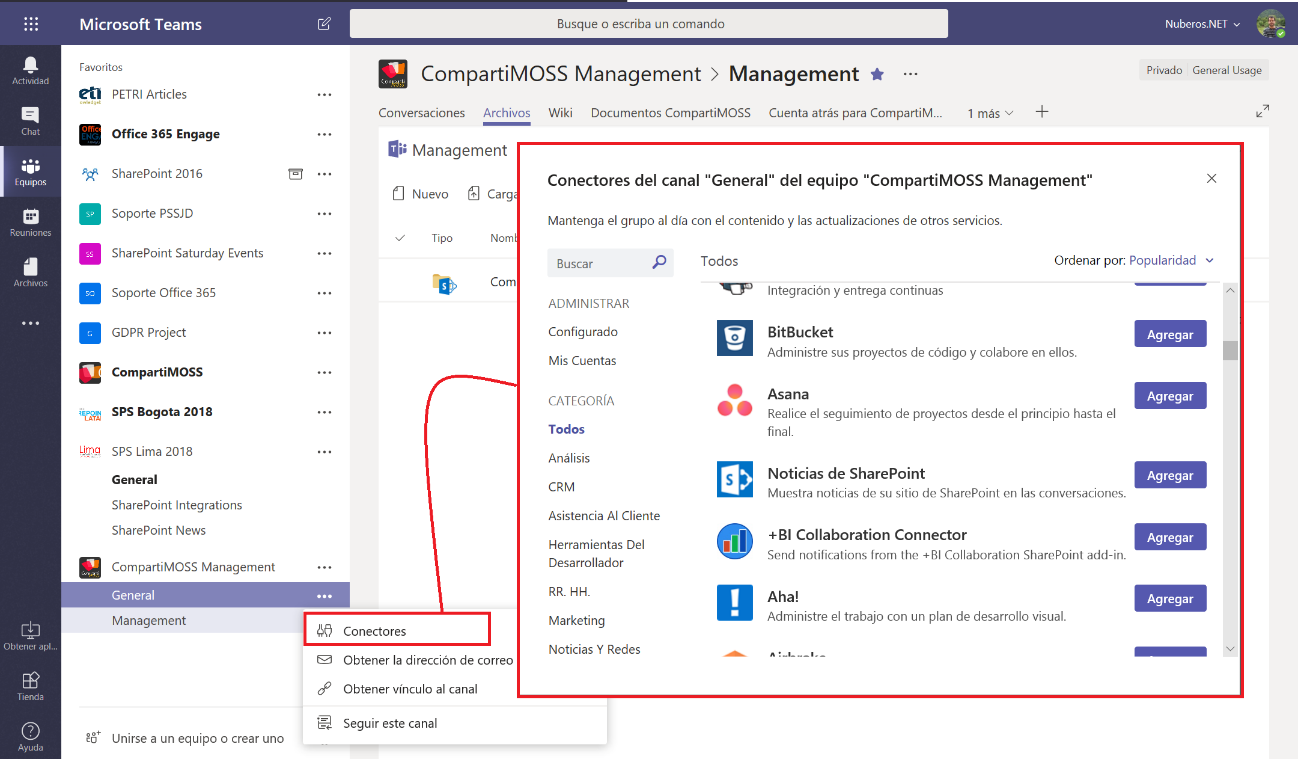 Microsoft Teams
Busque o escriba un comando
Nuberos.NET
Actividad
Chat
Equipos
Reuniones
Archivos
Obtener apl...
Tienda
Ayuda
Favoritos
PETRI Articles
Office 365 Engage
SharePoint 2016
SP
Soporte PSSJD
SS
SharePoint Saturday Events
SO
Soporte Office 365
G
GDPR Project
CompartiMOSS
SPS Bogota 2018
Lima
SPS Lima 2018
General
SharePoint Integrations
SharePoint News
CompartiMOSS Management
General
Management
Unirse a un equipo o crear uno
Conectores
Obtener la dirección de correo
Obtener vínculo al canal
Seguir este canal
CompartiMOSS Management > Management
Privado General Usage
Conversaciones Archivos Wiki Documentos CompartiMOSS Cuenta atrás para CompartiM... 1 más
Management
Nuevo Carga
Tipo Nomb
Com
Conectores del canal "General" del equipo "CompartiMOSS Management"
Mantenga el grupo al día con el contenido y las actualizaciones de otros servicios.
Buscar
Todos
Ordenar por: Popularidad
ADMINISTRAR
Configurado
Mis Cuentas
CATEGORÍA
Todos
Análisis
CRM
Asistencia Al Cliente
Herramientas Del
Desarrollador
RR. HH.
Marketing
Noticias Y Redes
Integración y entrega continuas
BitBucket
Administre sus proyectos de código y colabore en ellos.
Agregar
Asana
Realice el seguimiento de proyectos desde el principio hasta el
final.
Agregar
Noticias de SharePoint
Muestra noticias de su sitio de SharePoint en las conversaciones.
Agregar
+BI Collaboration Connector
Send notifications from the +BI Collaboration SharePoint add-in.
Agregar
Aha!
Administre el trabajo con un plan de desarrollo visual.
Agregar